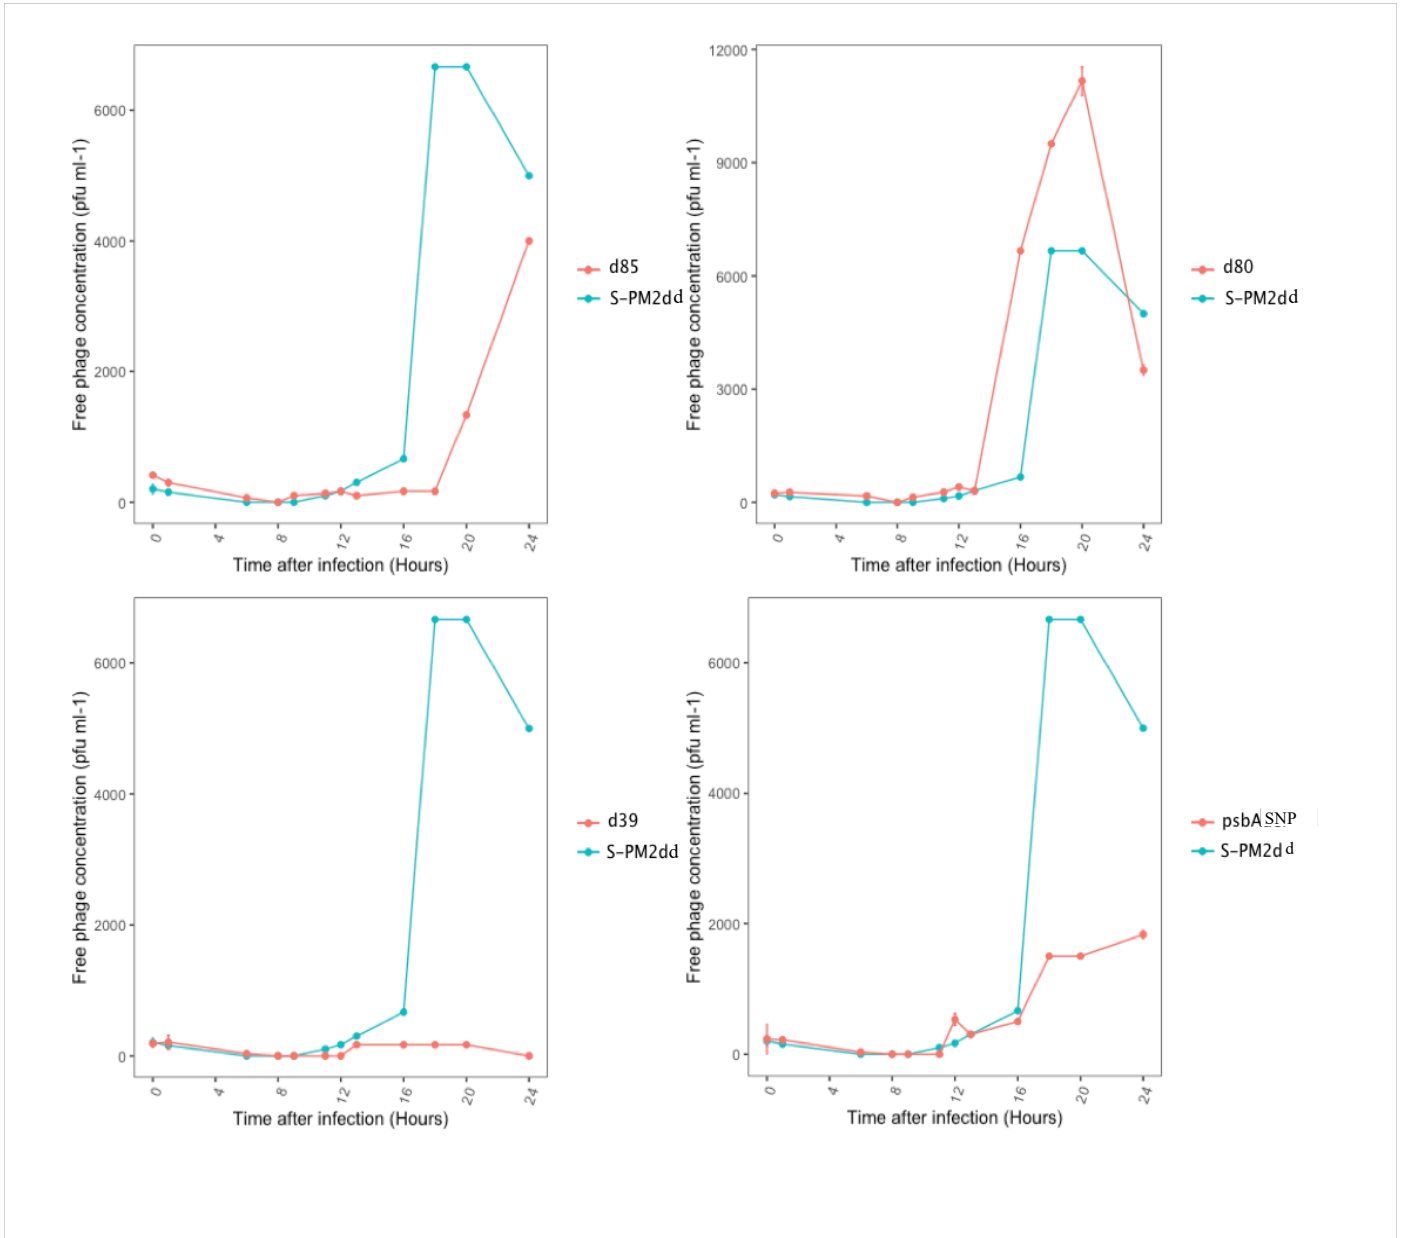 Free phage concentration (pfu ml-1)
6000
4000
2000
0
0 4 8 12 16 20 24
Time after infection (Hours)
d85
S-PM2dd
Free phage concentration (pfu ml-1)
12000
9000
6000
3000
0
0 4 8 12 16 20 24
Time after infection (Hours)
d80
S-PM2dd
Free phage concentration (pfu ml-1)
6000
4000
2000
0
0 4 8 12 16 20 24
Time after infection (Hours)
d39
S-PM2dd
Free phage concentration (pfu ml-1)
6000
4000
2000
0
0 4 8 12 16 20 24
Time after infection (Hours)
psbA SNP
S-PM2dd